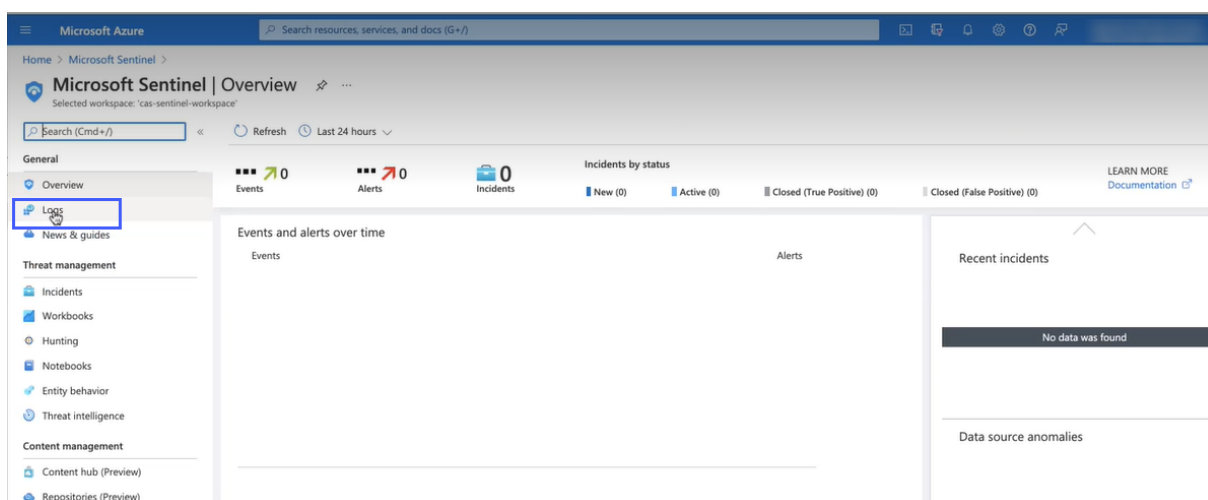 Microsoft Azure
Search resources, services, and docs (G+/)
Home > Microsoft Sentinel >
Microsoft Sentinel | Overview
...
Selected workspace: 'cas-sentinel-workspace'
Search (Cmd+/)
«
Refresh
Last 24 hours
General
Overview
Logs
News & guides
Threat management
Incidents
Workbooks
Hunting
Notebooks
Entity behavior
Threat intelligence
Content management
Content hub (Preview)
Repositories (Preview)
0
Events
0
Alerts
0
Incidents
Incidents by status
New (0) Active (0) Closed (True Positive) (0) Closed (False Positive) (0)
LEARN MORE
Documentation
Events and alerts over time
Events Alerts
Recent incidents
No data was found
Data source anomalies